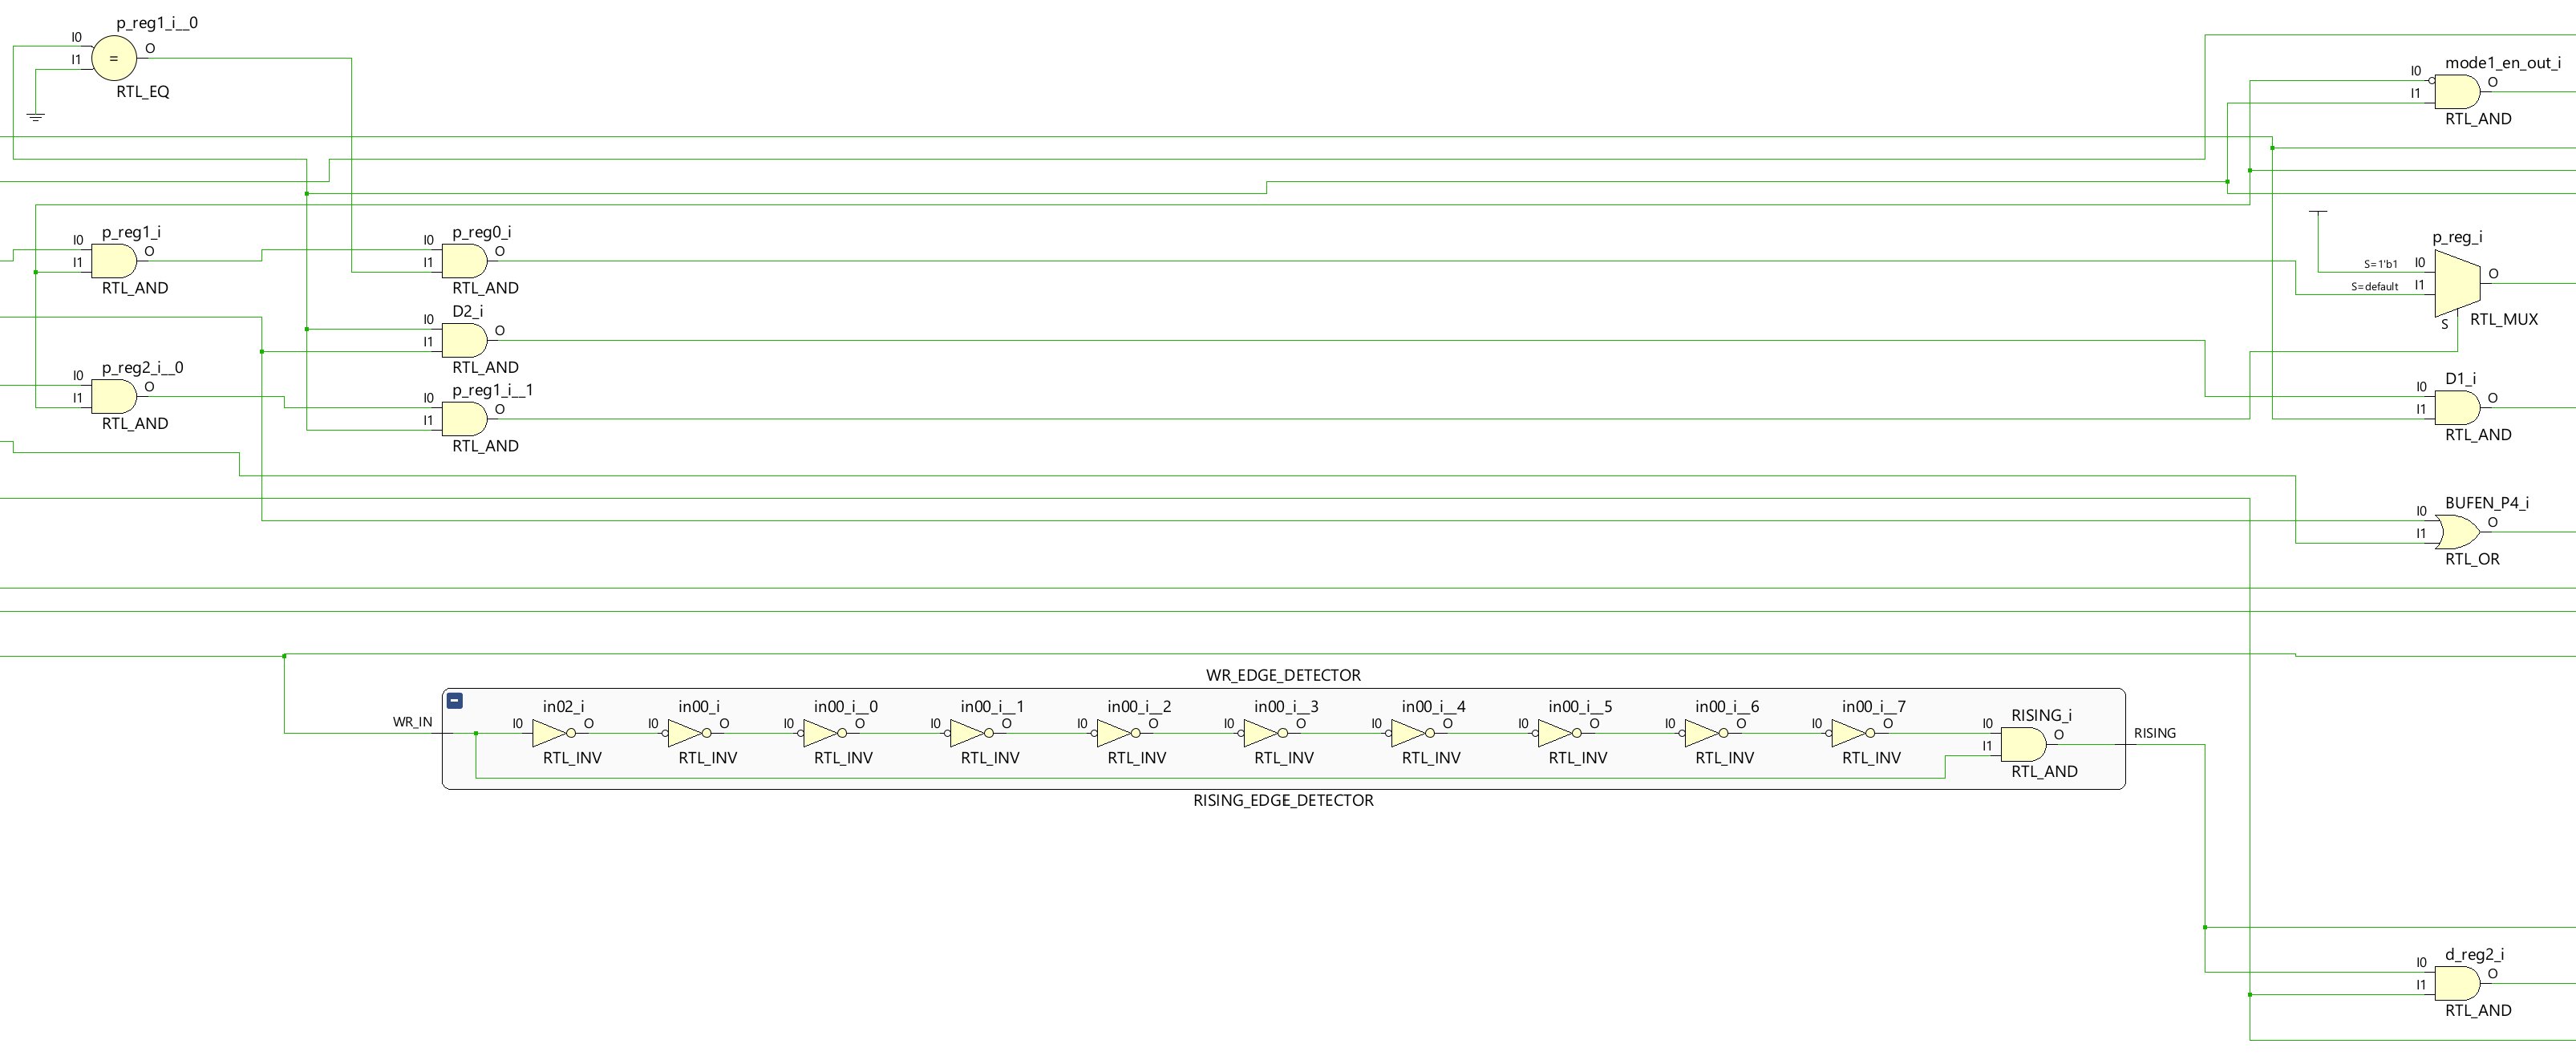 p_reg1_i__0
I0
O
I1
=
RTL_EQ
mode1_en_out_i
I0
O
I1
RTL_AND
p_reg1_i
I0
O
I1
RTL_AND
p_reg0_i
I0
O
I1
RTL_AND
p_reg_i
S=1'b1
I0
O
S=default
I1
S
RTL_MUX
D2_i
I0
O
I1
RTL_AND
p_reg2_i__0
I0
O
I1
RTL_AND
p_reg1_i__1
I0
O
I1
RTL_AND
D1_i
I0
O
I1
RTL_AND
BUFEN_P4_i
I0
O
I1
RTL_OR
WR_EDGE_DETECTOR
WR_IN
in02_i
I0
O
RTL_INV
in00_i
I0
O
RTL_INV
in00_i__0
I0
O
RTL_INV
in00_i__1
I0
O
RTL_INV
in00_i__2
I0
O
RTL_INV
in00_i__3
I0
O
RTL_INV
in00_i__4
I0
O
RTL_INV
in00_i__5
I0
O
RTL_INV
in00_i__6
I0
O
RTL_INV
in00_i__7
I0
O
RTL_INV
RISING_i
I0
O
I1
RTL_AND
RISING
RISING_EDGE_DETECTOR
d_reg2_i
I0
O
I1
RTL_AND